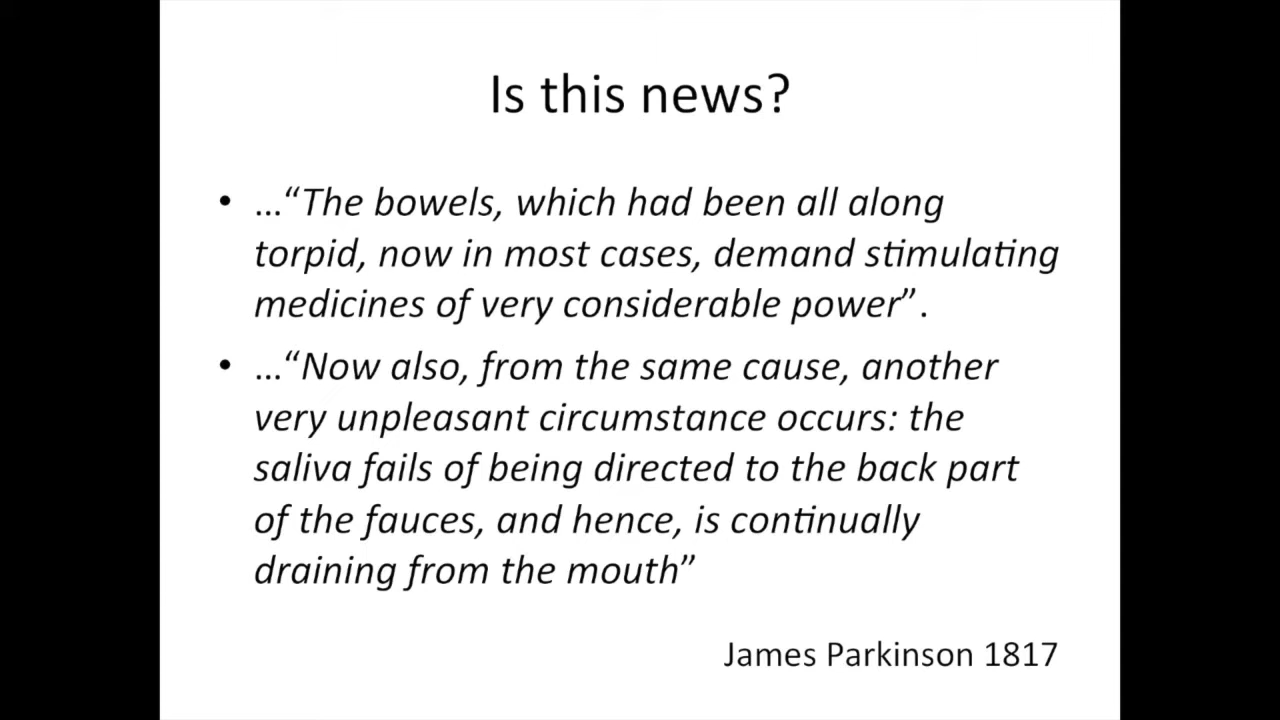 Is this news?
• …“The bowels, which had been all along
torpid, now in most cases, demand stimulating
medicines of very considerable power”.
• …“Now also, from the same cause, another
very unpleasant circumstance occurs: the
saliva fails of being directed to the back part
of the fauces, and hence, is continually
draining from the mouth”
James Parkinson 1817